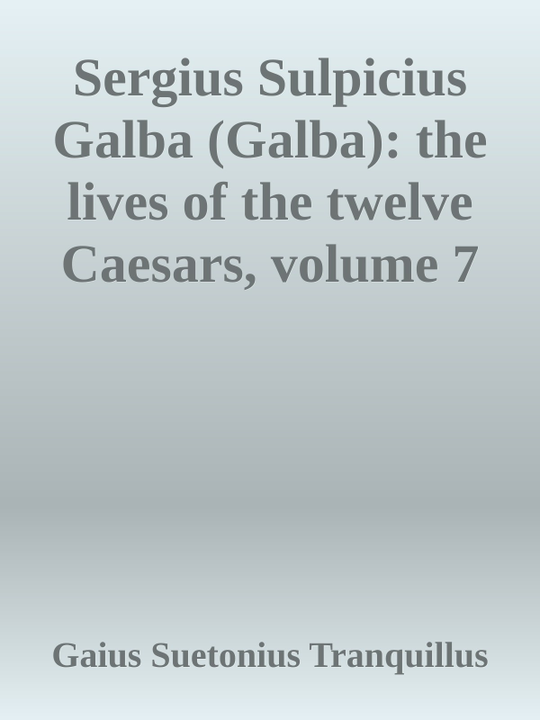 Sergius Sulpicius
Galba (Galba): the
lives of the twelve
Caesars, volume 7
Gaius Suetonius Tranquillus